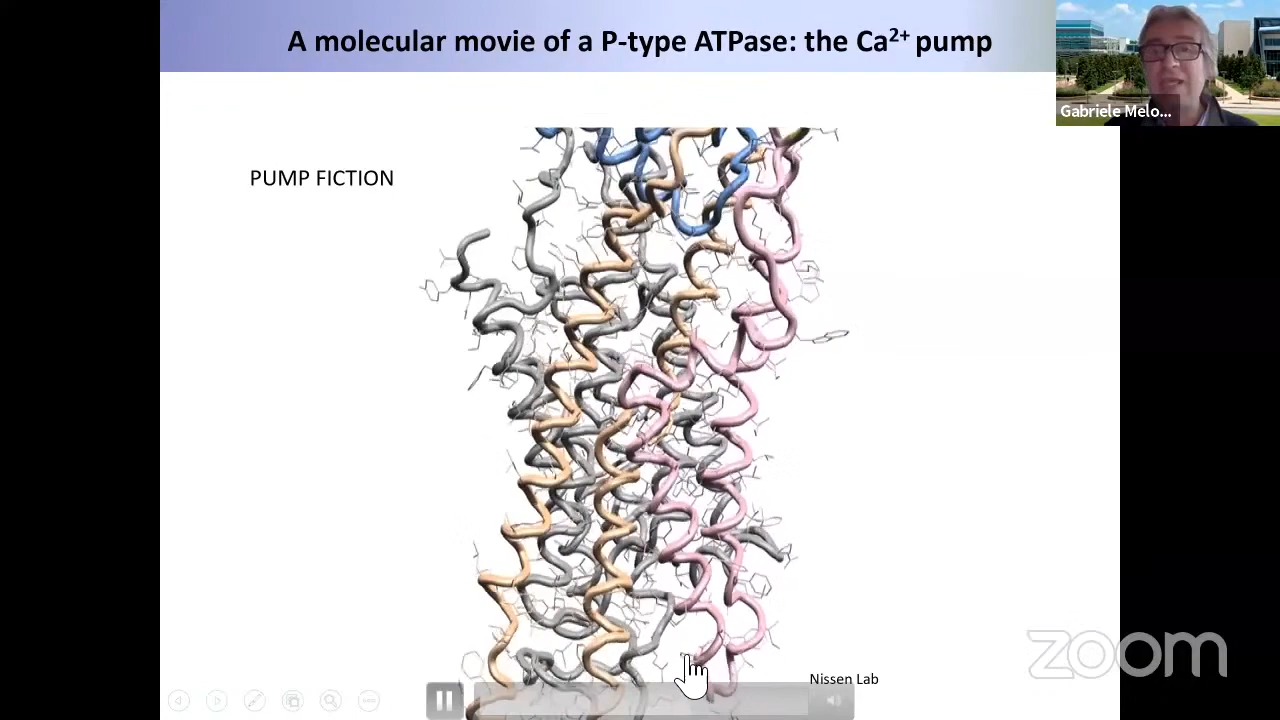 A molecular movie of a P-type ATPase: the Ca²⁺ pump
Gabriele Melo...
PUMP FICTION
Nissen Lab
zoom